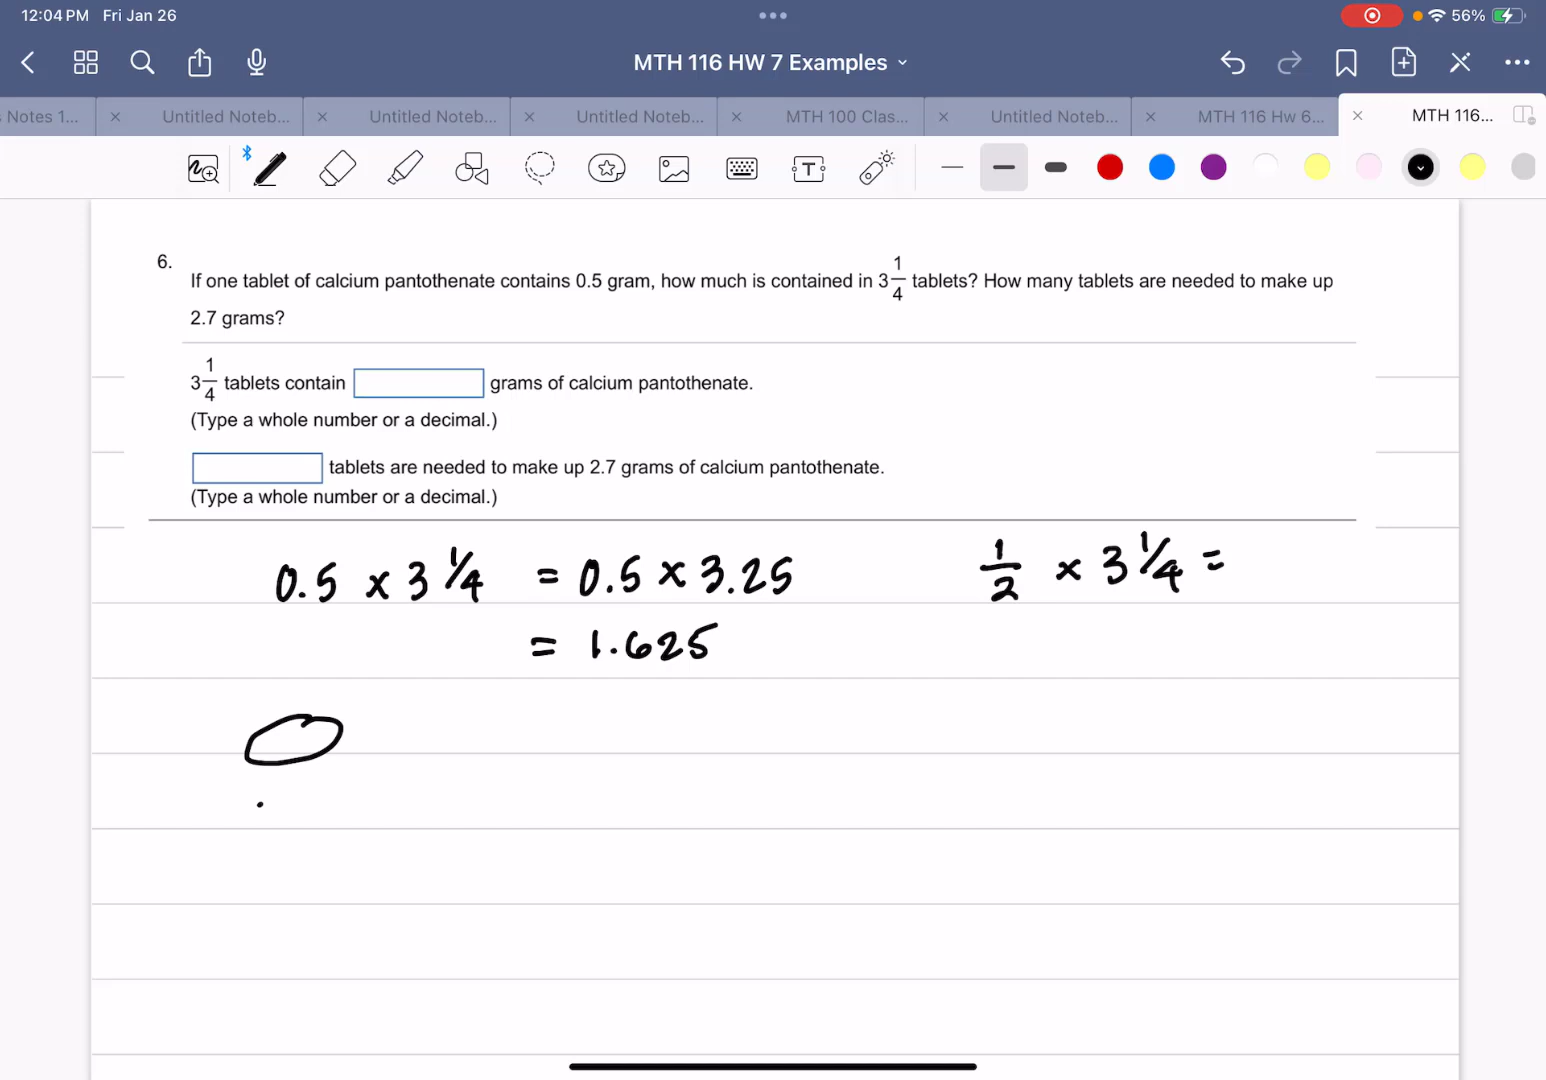 12:04 PM Fri Jan 26
56%
MTH 116 HW 7 Examples
s Notes 1... Untitled Noteb... Untitled Noteb... Untitled Noteb... MTH 100 Clas... Untitled Noteb... MTH 116 Hw 6... MTH 116...
6.
If one tablet of calcium pantothenate contains 0.5 gram, how much is contained in 3 1/4 tablets? How many tablets are needed to make up
2.7 grams?
3 1/4 tablets contain grams of calcium pantothenate.
(Type a whole number or a decimal.)
tablets are needed to make up 2.7 grams of calcium pantothenate.
(Type a whole number or a decimal.)
0.5 × 3 1/4 = 0.5 × 3.25
= 1.625
1/2 × 3 1/4 =